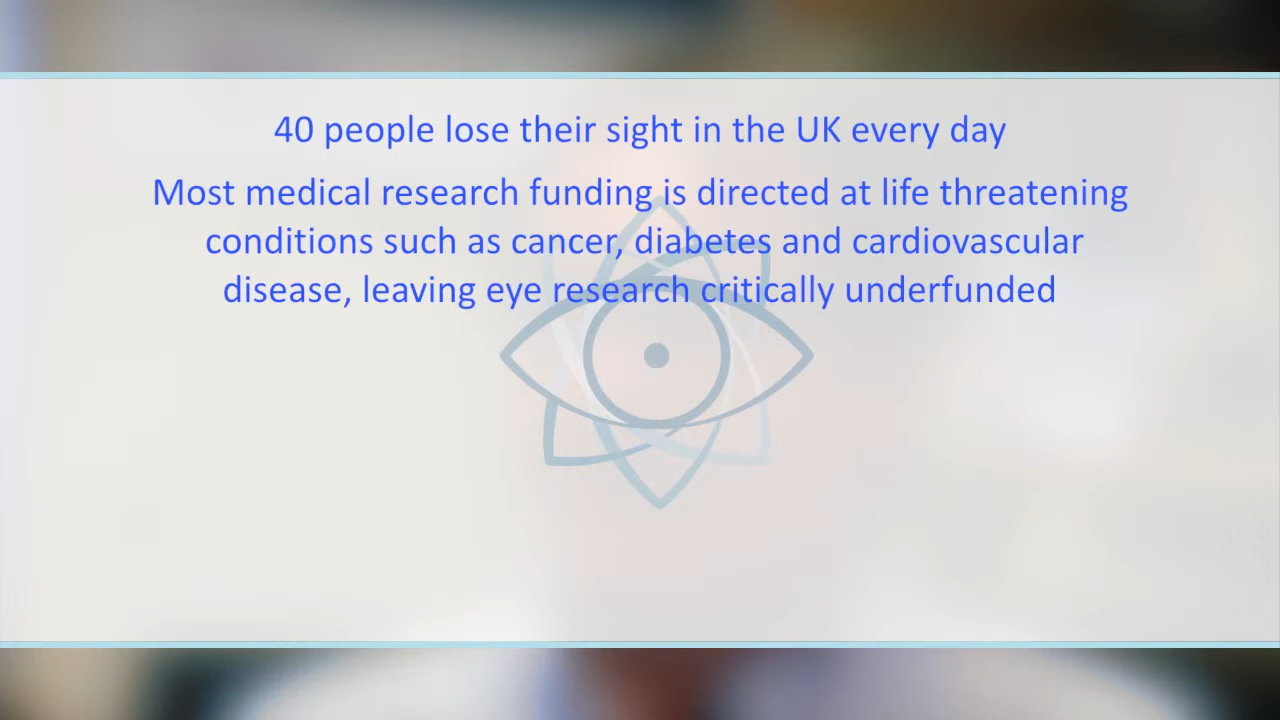 40 people lose their sight in the UK every day
Most medical research funding is directed at life threatening
conditions such as cancer, diabetes and cardiovascular
disease, leaving eye research critically underfunded